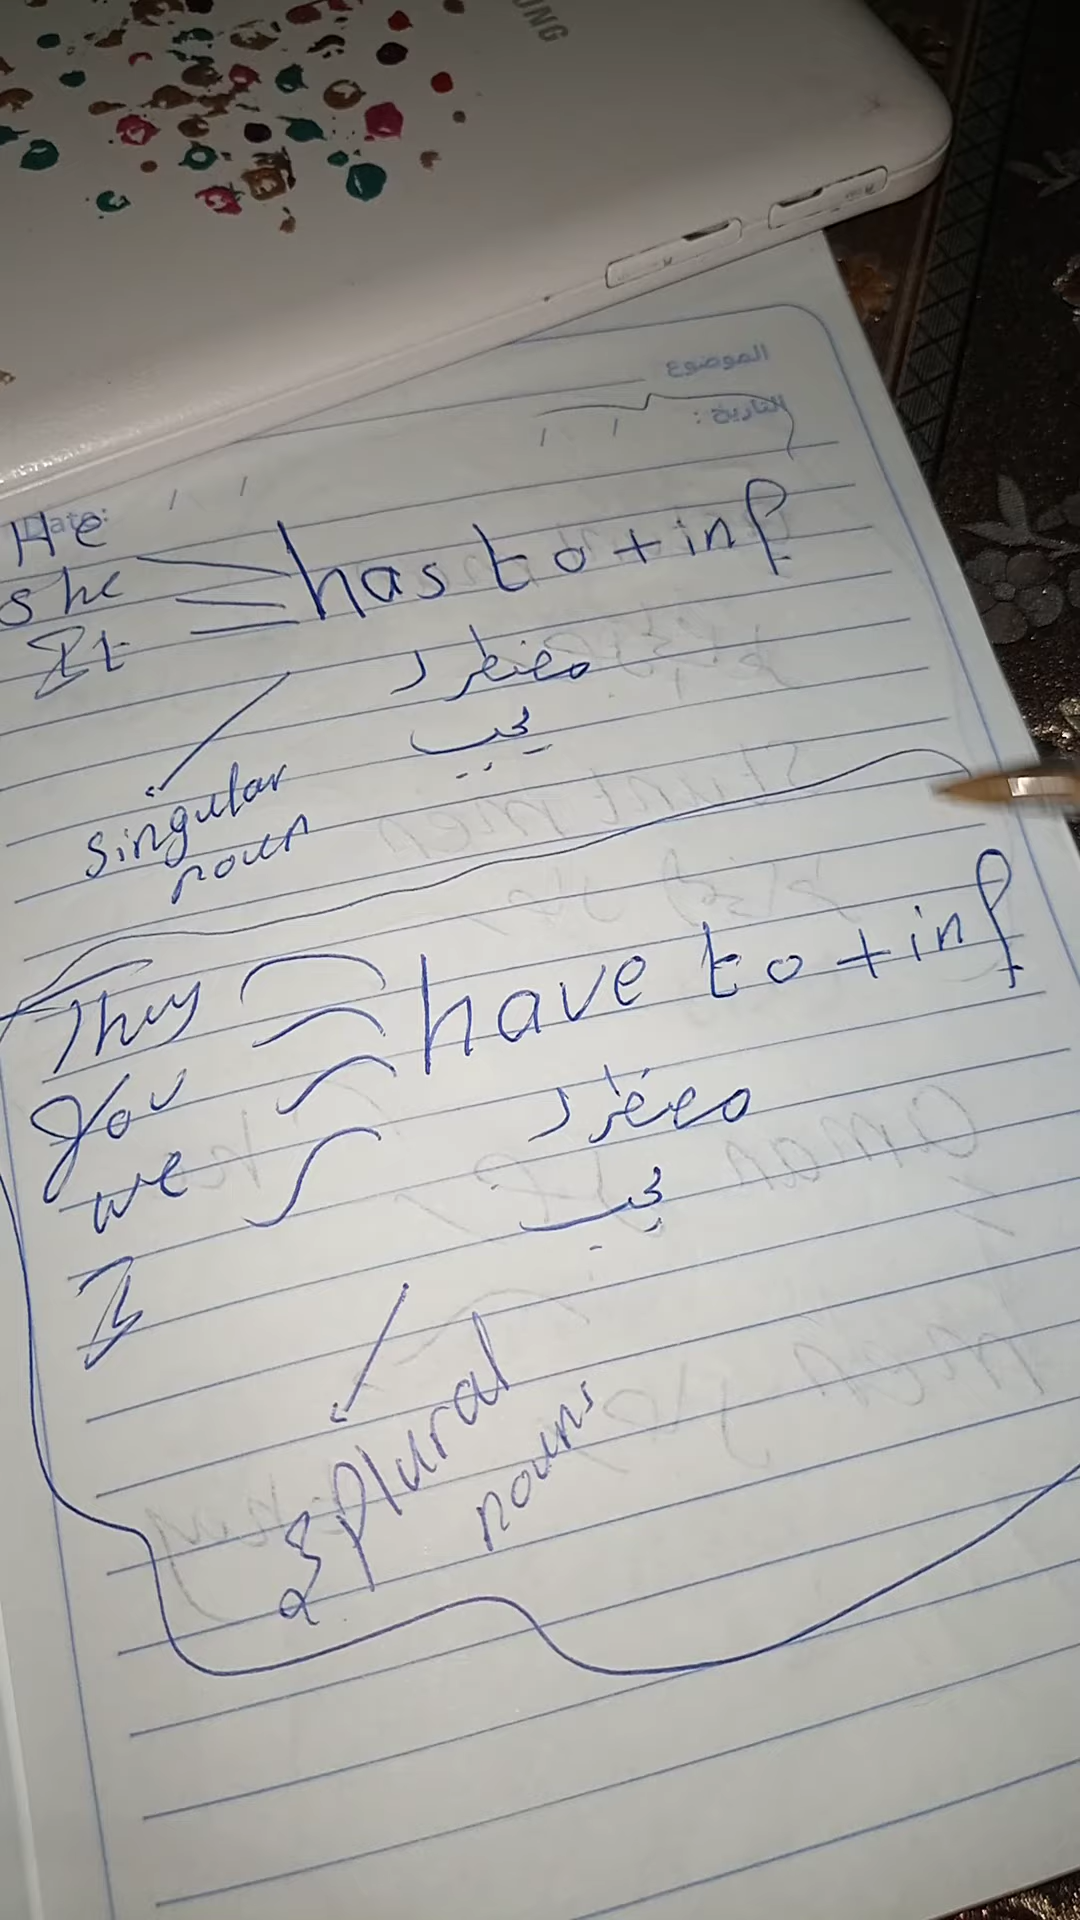 UNG
الموضوع
التاريخ :
/ /
Date: / /
He
she
It
has to + inf
مضطر
يجب
singular
noun
They
you
we
I
have to + inf
مضطر
يجب
plural
nouns